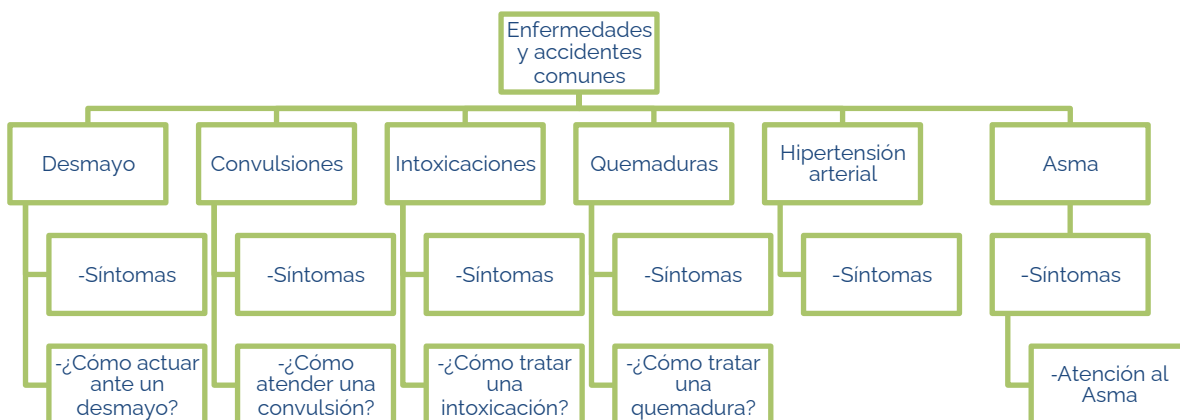 Enfermedades
y accidentes
comunes
Desmayo
Convulsiones
Intoxicaciones
Quemaduras
Hipertensión
arterial
Asma
-Síntomas
-Síntomas
-Síntomas
-Síntomas
-Síntomas
-Síntomas
-¿Cómo actuar
ante un
desmayo?
-¿Cómo
atender una
convulsión?
-¿Cómo tratar
una
intoxicación?
-¿Cómo tratar
una
quemadura?
-Atención al
Asma